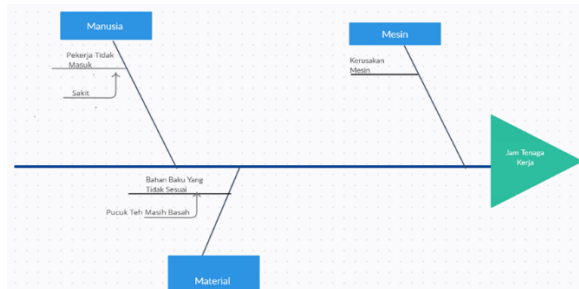 Manusia
Mesin
Pekerja Tidak
Masuk
Sakit
Kerusakan
Mesin
Jam Tenaga
Kerja
Bahan Baku Yang
Tidak Sesuai
Pucuk Teh Masih Basah
Material